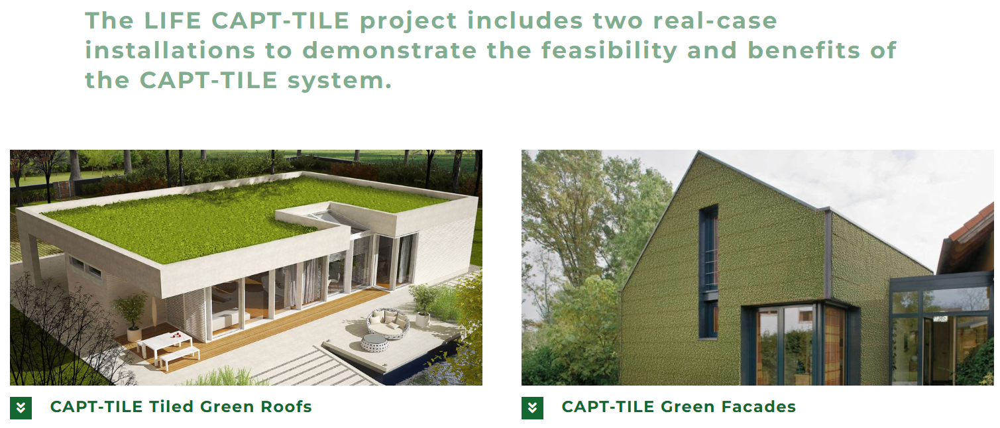 The LIFE CAPT-TILE project includes two real-case
installations to demonstrate the feasibility and benefits of
the CAPT-TILE system.
CAPT-TILE Tiled Green Roofs
CAPT-TILE Green Facades